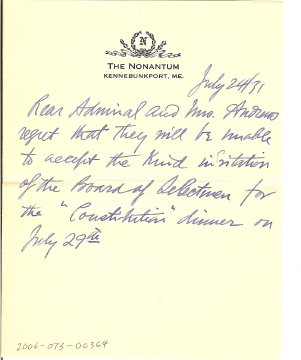 N
THE NONANTUM
KENNEBUNKPORT, ME.
July 24/31
Rear Admiral and Mrs. Andrews
regret that they will be unable
to accept the kind invitation
of the Board of Selectmen for
the "Constitution" dinner on
July 29th
2006-073-00364